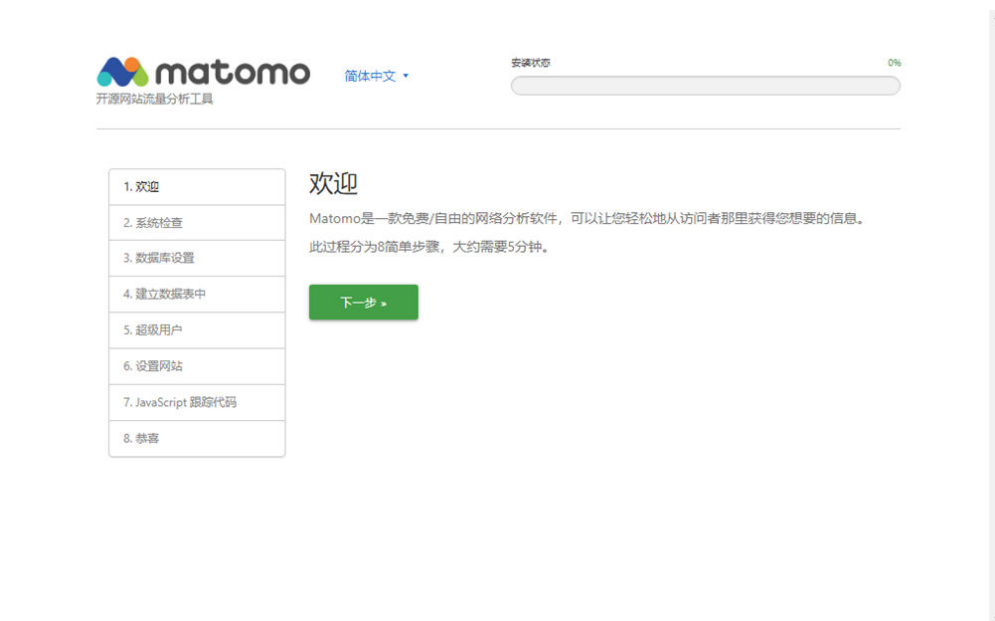 matomo
简体中文
安装状态
0%
开源网站流量分析工具
1. 欢迎
2. 系统检查
3. 数据库设置
4. 建立数据表中
5. 超级用户
6. 设置网站
7. JavaScript 跟踪代码
8. 恭喜
欢迎
Matomo是一款免费/自由的网络分析软件，可以让您轻松地从访问者那里获得您想要的信息。
此过程分为8简单步骤，大约需要5分钟。
下一步 »